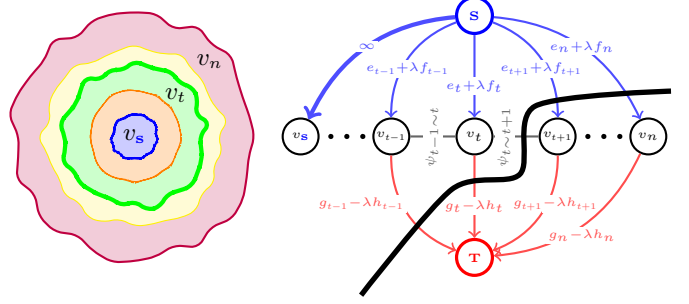 v_n
v_t
v_s
S
∞
e_{t-1}+λf_{t-1}
e_t+λf_t
e_{t+1}+λf_{t+1}
e_n+λf_n
v_s
• • •
v_{t-1}
ψ_{t-1∼t}
v_t
ψ_{t∼t+1}
v_{t+1}
• • •
v_n
g_{t-1}−λh_{t-1}
g_t−λh_t
g_{t+1}−λh_{t+1}
g_n−λh_n
T